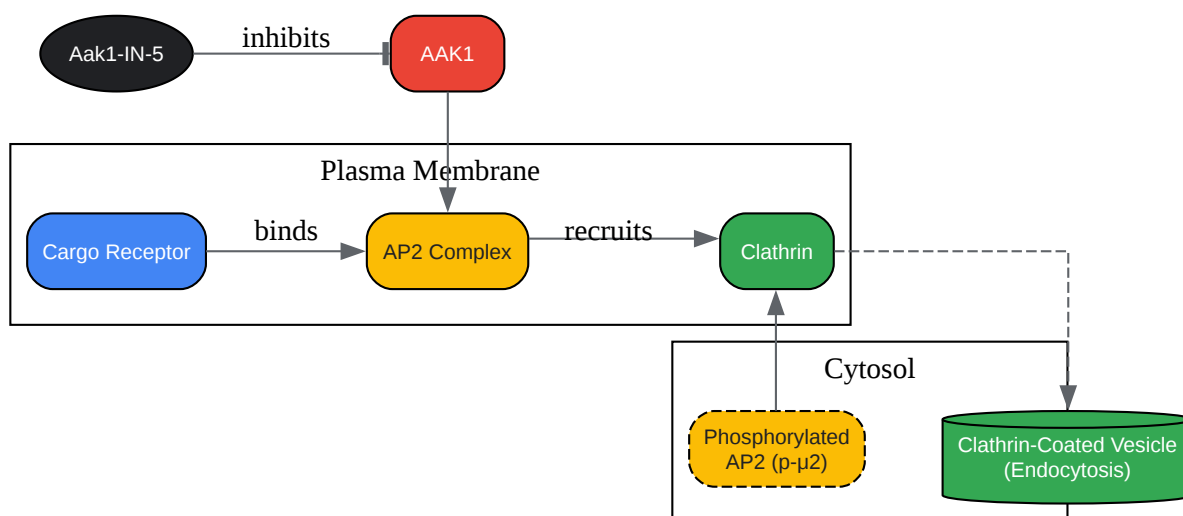 Aak1-IN-5
inhibits
AAK1
Plasma Membrane
Cargo Receptor
binds
AP2 Complex
recruits
Clathrin
Cytosol
Phosphorylated
AP2 (p-μ2)
Clathrin-Coated Vesicle
(Endocytosis)